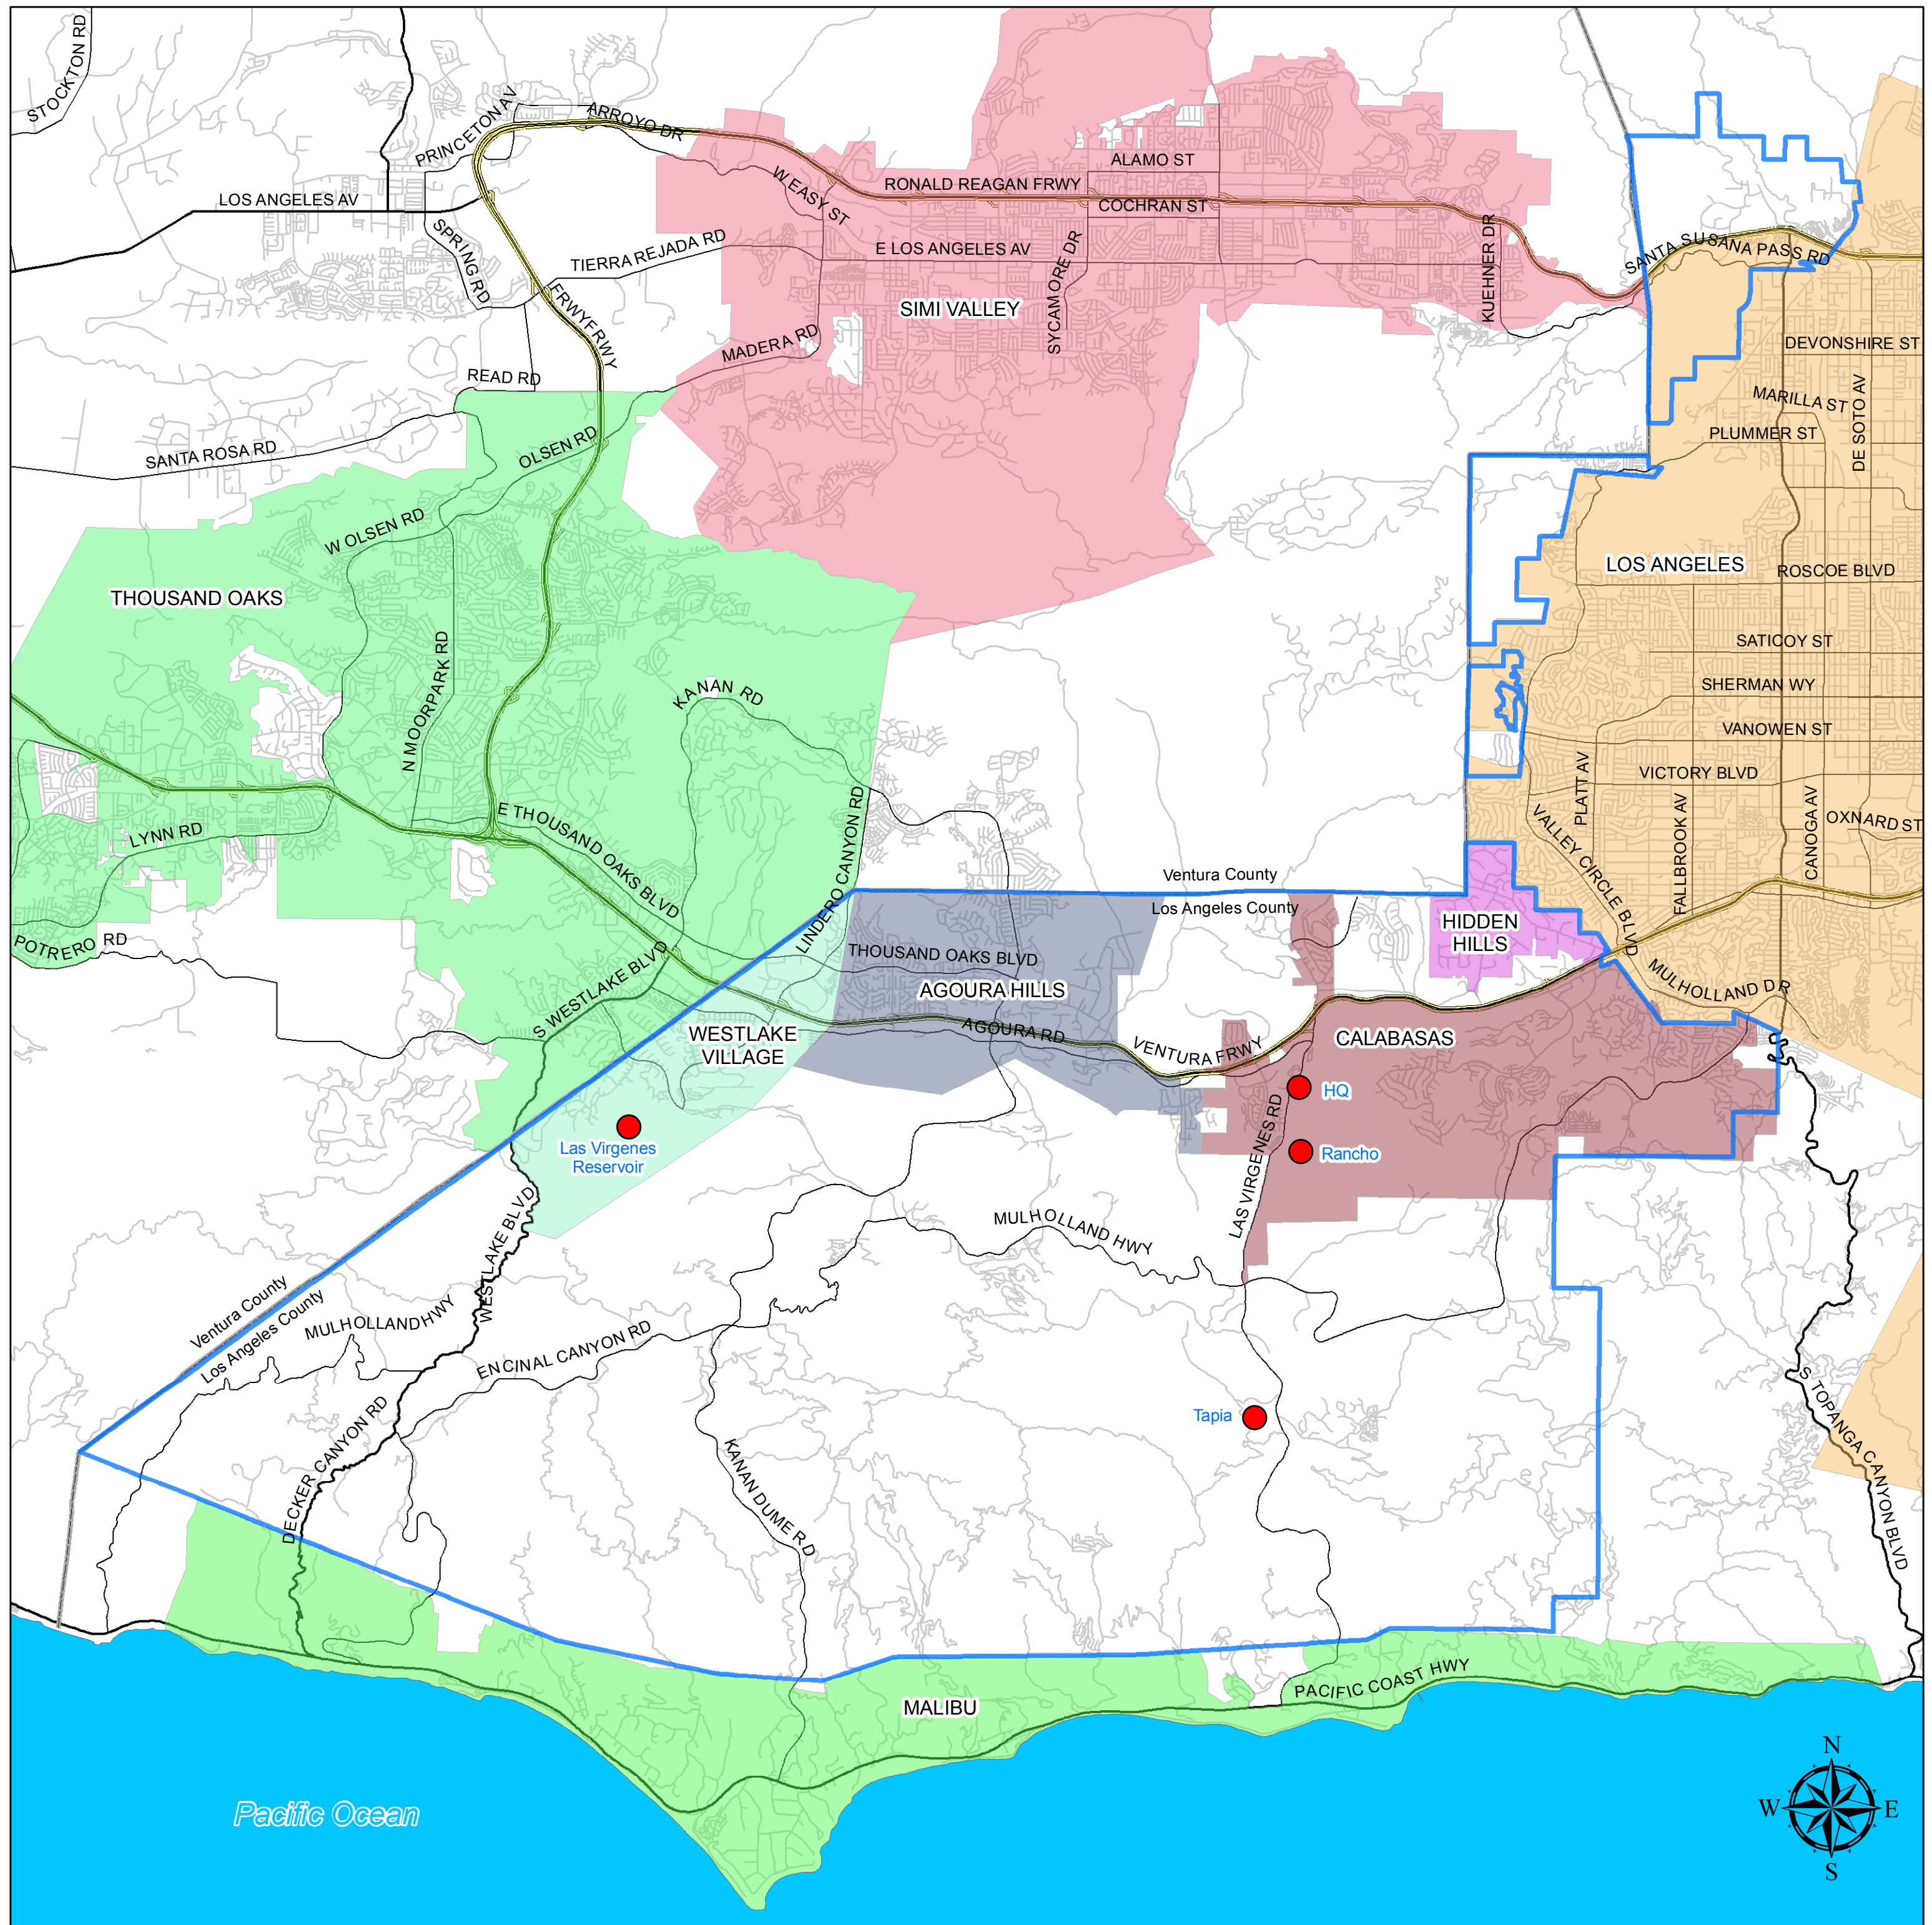 STOCKTON RD
PRINCETON AV
ARROYO DR
LOS ANGELES AV
SPRING RD
TIERRA REJADA RD
W EASY ST
ALAMO ST
RONALD REAGAN FRWY
COCHRAN ST
E LOS ANGELES AV
SYCAMORE DR
KUEHNER DR
SANTA SUSANA PASS RD
SIMI VALLEY
FRWYFRWY
MADERA RD
READ RD
DEVONSHIRE ST
MARILLA ST
DE SOTO AV
PLUMMER ST
SANTA ROSA RD
OLSEN RD
W OLSEN RD
LOS ANGELES
ROSCOE BLVD
THOUSAND OAKS
SATICOY ST
N MOORPARK RD
KANAN RD
SHERMAN WY
VANOWEN ST
VICTORY BLVD
PLATT AV
FALLBROOK AV
CANOGA AV
OXNARD ST
LYNN RD
E THOUSAND OAKS BLVD
LINDERO CANYON RD
VALLEY CIRCLE BLVD
Ventura County
Los Angeles County
HIDDEN
HILLS
POTRERO RD
THOUSAND OAKS BLVD
S WESTLAKE BLVD
AGOURA HILLS
MULHOLLAND DR
WESTLAKE
VILLAGE
AGOURA RD
VENTURA FRWY
CALABASAS
HQ
Las Virgenes
Reservoir
Rancho
LAS VIRGENES RD
WESTLAKE BLVD
MULHOLLAND HWY
Ventura County
Los Angeles County
MULHOLLAND HWY
ENCINAL CANYON RD
DECKER CANYON RD
Tapia
KANAN DUME RD
S TOPANGA CANYON BLVD
PACIFIC COAST HWY
MALIBU
Pacific Ocean
N
W
E
S